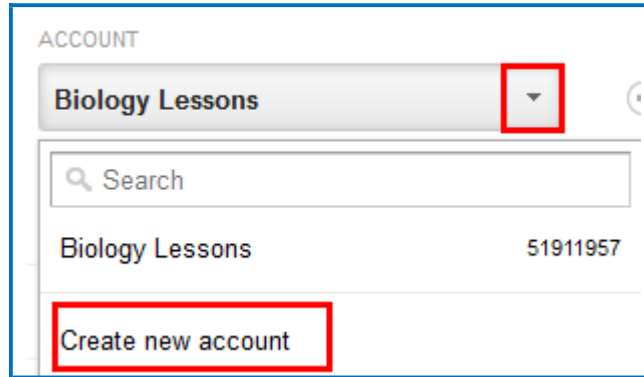 ACCOUNT
Biology Lessons
Search
Biology Lessons 51911957
Create new account